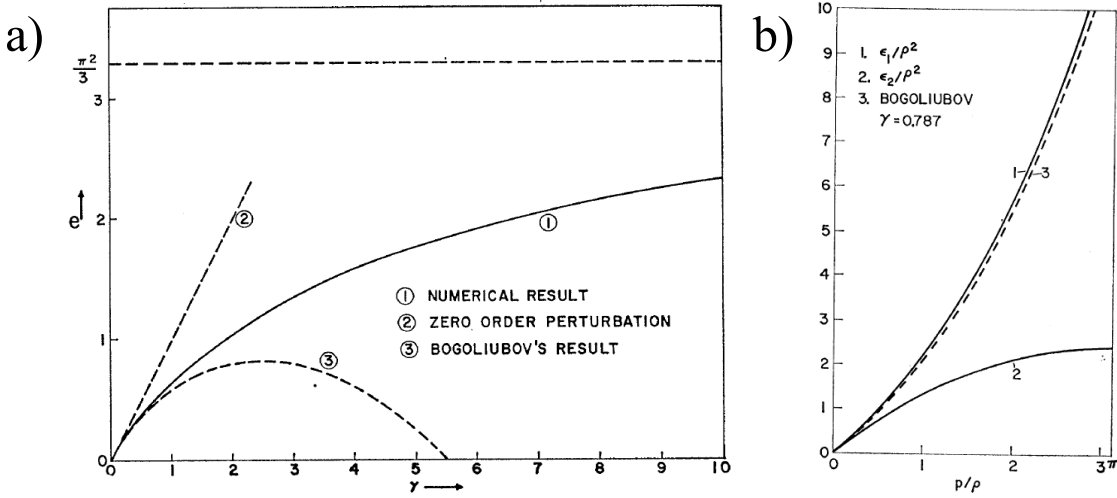 a)
π²/3
3
2
1
0
e
②
①
③
① NUMERICAL RESULT
② ZERO ORDER PERTURBATION
③ BOGOLIUBOV'S RESULT
0 1 2 3 4 5 6 7 8 9 10
γ
b)
10
9
8
7
6
5
4
3
2
1
0
1. ϵ₁/ρ²
2. ϵ₂/ρ²
3. BOGOLIUBOV
γ = 0.787
1 3
2
0 1 2 3 π
p/ρ